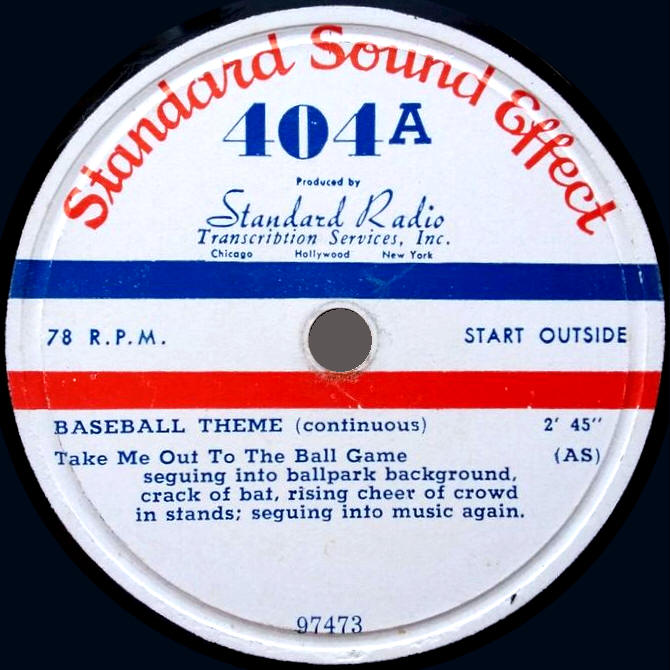 Standard Sound Effect
404A
Produced by
Standard Radio
Transcribtion Services, Inc.
Chicago Hollywood New York
78 R.P.M. START OUTSIDE
BASEBALL THEME (continuous) 2' 45''
Take Me Out To The Ball Game (AS)
seguing into ballpark background,
crack of bat, rising cheer of crowd
in stands; seguing into music again.
97473